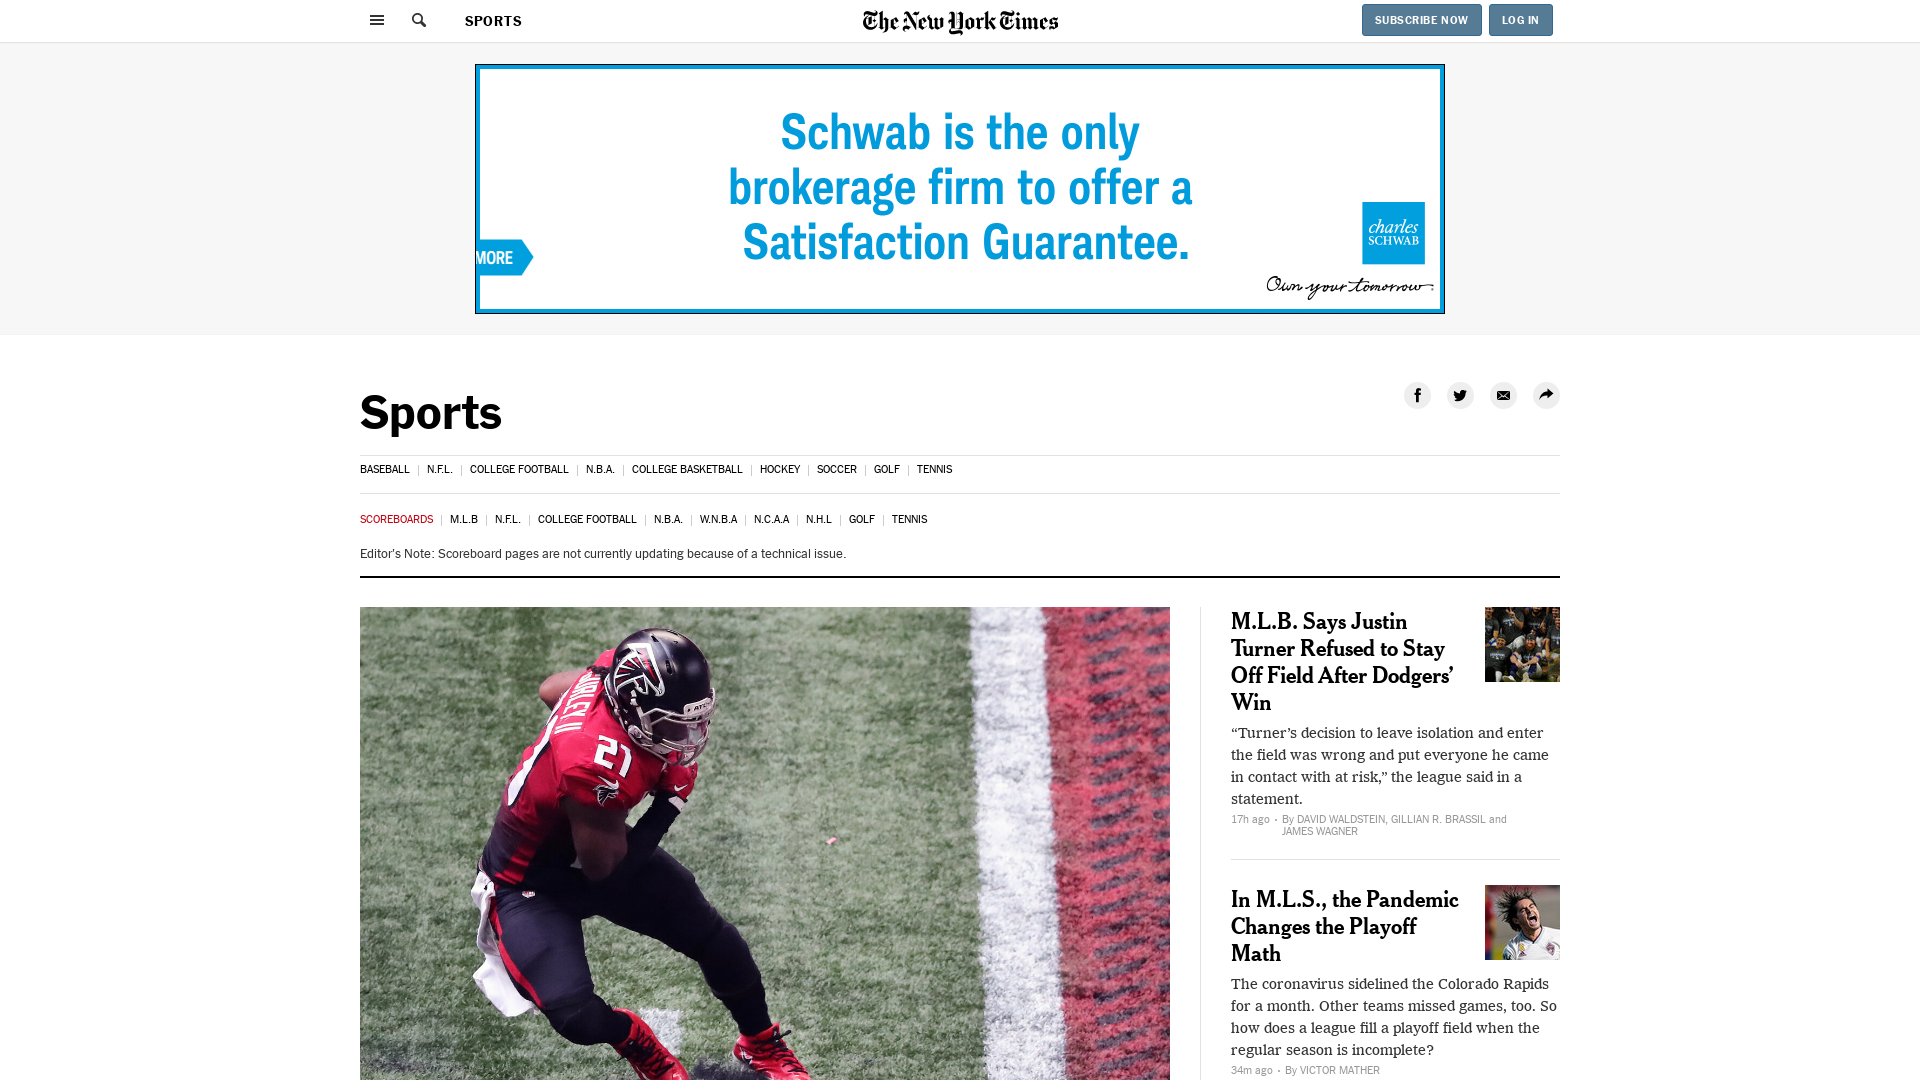 SPORTS
The New York Times
SUBSCRIBE NOW
LOG IN
Schwab is the only
brokerage firm to offer a
Satisfaction Guarantee.
MORE
charles
SCHWAB
Own your tomorrow.
Sports
BASEBALL | N.F.L. | COLLEGE FOOTBALL | N.B.A. | COLLEGE BASKETBALL | HOCKEY | SOCCER | GOLF | TENNIS
SCOREBOARDS | M.L.B | N.F.L. | COLLEGE FOOTBALL | N.B.A. | W.N.B.A | N.C.A.A | N.H.L | GOLF | TENNIS
Editor's Note: Scoreboard pages are not currently updating because of a technical issue.
URLEY II
21
M.L.B. Says Justin
Turner Refused to Stay
Off Field After Dodgers’
Win
“Turner’s decision to leave isolation and enter
the field was wrong and put everyone he came
in contact with at risk,” the league said in a
statement.
17h ago • By DAVID WALDSTEIN, GILLIAN R. BRASSIL and
JAMES WAGNER
In M.L.S., the Pandemic
Changes the Playoff
Math
The coronavirus sidelined the Colorado Rapids
for a month. Other teams missed games, too. So
how does a league fill a playoff field when the
regular season is incomplete?
34m ago • By VICTOR MATHER